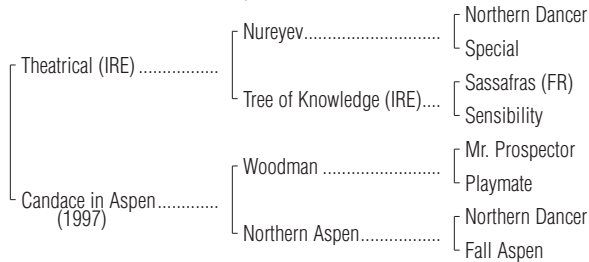 Northern Dancer
Nureyev............................
Special
Theatrical (IRE) ................
Sassafras (FR)
Tree of Knowledge (IRE)....
Sensibility
Mr. Prospector
Woodman ........................
Playmate
Candace in Aspen............
(1997)
Northern Dancer
Northern Aspen................
Fall Aspen